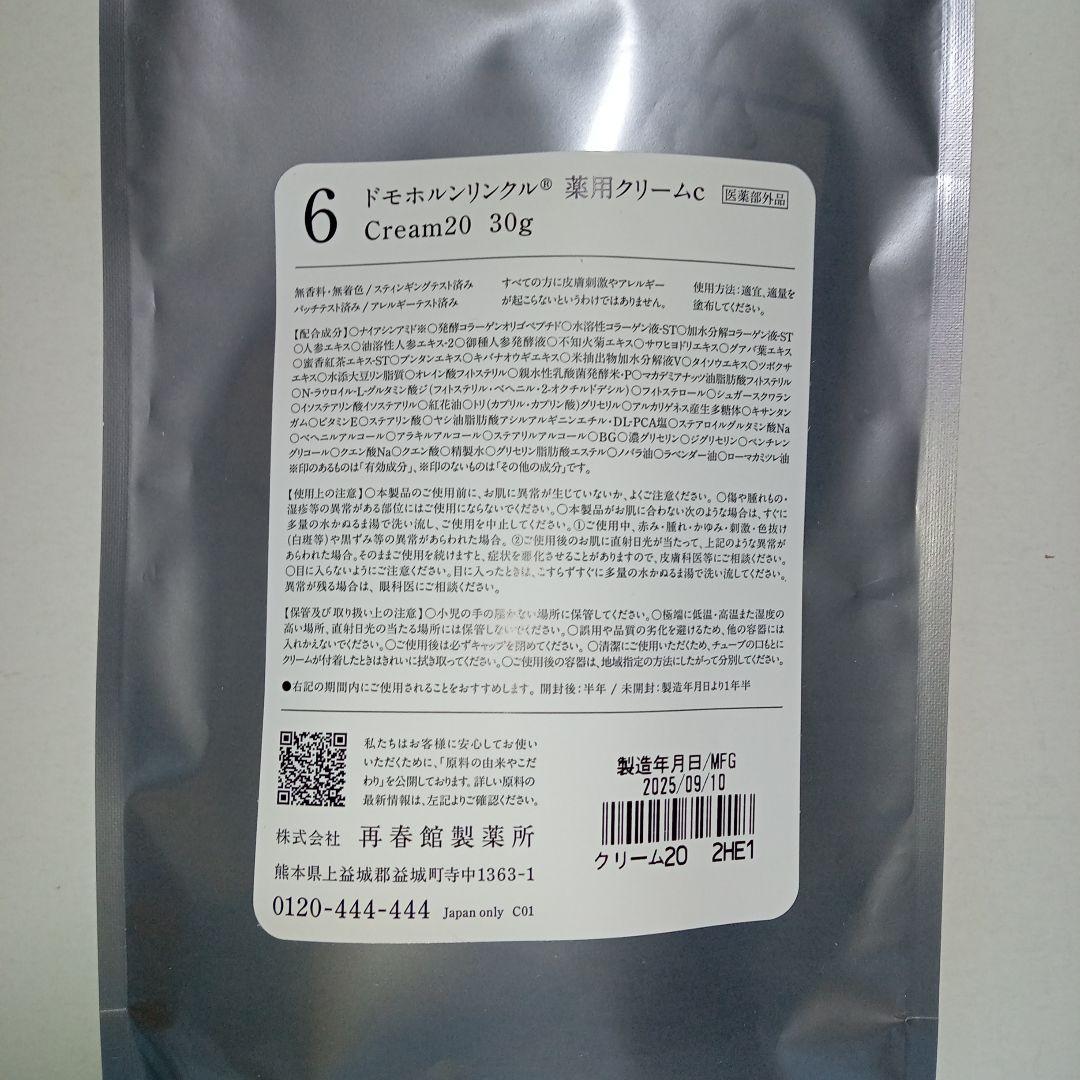 6
ドモホルンリンクル® 薬用クリームc 医薬部外品
Cream20 30g
無香料・無着色/スティンギングテスト済み
パッチテスト済み/アレルギーテスト済み
すべての方に皮膚刺激やアレルギー
が起こらないというわけではありません。
使用方法:適宜、適量を
塗布してください。
【配合成分】○ナイアシンアミド※○発酵コラーゲンオリゴペプチド○水溶性コラーゲン液-ST○加水分解コラーゲン液-ST
○人参エキス○油溶性人参エキス-2○御種人参発酵液○不知火菊エキス○サワヒヨドリエキス○グアバ葉エキス
○蜜香紅茶エキス-ST○ブンタンエキス○キバナオウギエキス○米抽出物加水分解液V○タイソウエキス○ツボクサ
エキス○水添大豆リン脂質○オレイン酸フィトステリル○親水性乳酸菌発酵米・P○マカデミアナッツ油脂肪酸フィトステリル
○N-ラウロイル-L-グルタミン酸ジ(フィトステリル・ベヘニル・2-オクチルドデシル)○フィトステロール○シュガースクワラン
○イソステアリン酸イソステアリル○紅花油○トリ(カプリル・カプリン酸)グリセリル○アルカリゲネス産生多糖体○キサンタン
ガム○ビタミンE○ステアリン酸○ヤシ油脂肪酸アシルアルギニンエチル・DL-PCA塩○ステアロイルグルタミン酸Na
○ベヘニルアルコール○アラキルアルコール○ステアリルアルコール○BG○濃グリセリン○ジグリセリン○ペンチレン
グリコール○クエン酸Na○クエン酸○精製水○グリセリン脂肪酸エステル○ノバラ油○ラベンダー油○ローマカミツレ油
※印のあるものは「有効成分」、※印のないものは「その他の成分」です。
【使用上の注意】○本製品のご使用前に、お肌に異常が生じていないか、よくご注意ください。○傷や腫れもの・
湿疹等の異常がある部位にはご使用にならないでください。○本製品がお肌に合わない次のような場合は、すぐに
多量の水かぬるま湯で洗い流し、ご使用を中止してください。①ご使用中、赤み・腫れ・かゆみ・刺激・色抜け
(白斑等)や黒ずみ等の異常があらわれた場合。②ご使用後のお肌に直射日光が当たって、上記のような異常が
あらわれた場合。そのままご使用を続けますと、症状を悪化させることがありますので、皮膚科医等にご相談ください。
○目に入らないようにご注意ください。目に入ったときは、こすらずすぐに多量の水かぬるま湯で洗い流してください。
異常が残る場合は、眼科医にご相談ください。
【保管及び取り扱い上の注意】○小児の手の届かない場所に保管してください。○極端に低温・高温また湿度の
高い場所、直射日光の当たる場所には保管しないでください。○誤用や品質の劣化を避けるため、他の容器には
入れかえないでください。○ご使用後は必ずキャップを閉めてください。○清潔にご使用いただくため、チューブの口もとに
クリームが付着したときはきれいに拭き取ってください。○ご使用後の容器は、地域指定の方法にしたがって分別してください。
●右記の期間内にご使用されることをおすすめします。開封後:半年 / 未開封:製造年月日より1年半
私たちはお客様に安心してお使い
いただくために、「原料の由来やこだ
わり」を公開しております。詳しい原料の
最新情報は、左記よりご確認ください。
株式会社 再春館製薬所
熊本県上益城郡益城町寺中1363-1
0120-444-444 Japan only C01
製造年月日/MFG
2025/09/10
クリーム20 2HE1